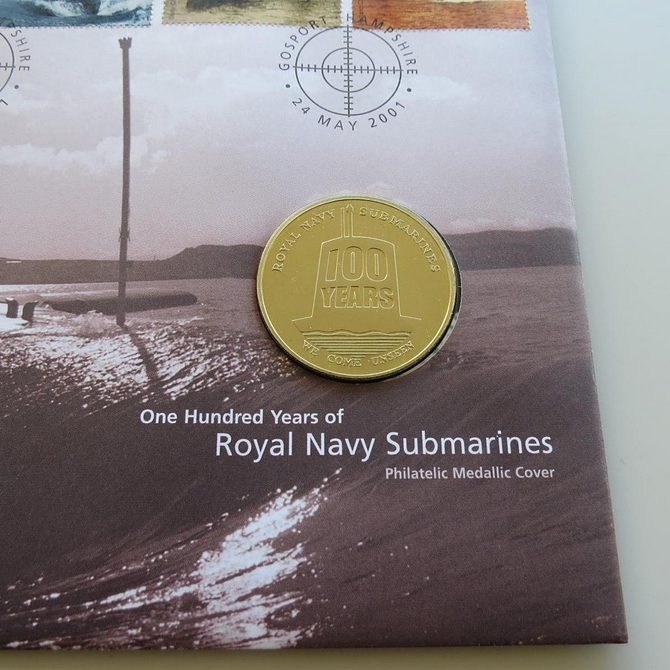 SHIRE
GOSPORT HAMPSHIRE
24 MAY 2001
ROYAL NAVY SUBMARINES
100
YEARS
WE COME UNSEEN
One Hundred Years of
Royal Navy Submarines
Philatelic Medallic Cover